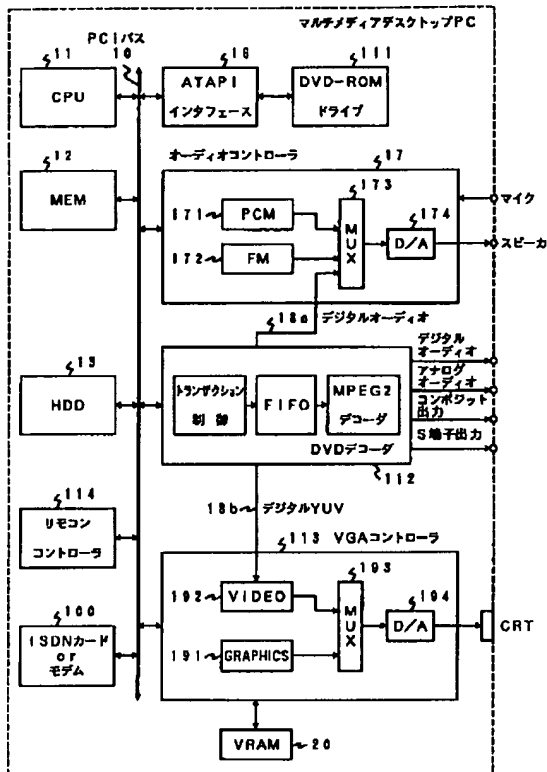 マルチメディアデスクトップPC
PCIバス
10
11
CPU
16
ATAPI
インタフェース
111
DVD-ROM
ドライブ
12
MEM
オーディオコントローラ
17
171
PCM
172
FM
173
MUX
174
D/A
マイク
スピーカ
18a デジタルオーディオ
13
HDD
トランザクション
制御
FIFO
MPEG2
デコーダ
DVDデコーダ
112
デジタル
オーディオ
アナログ
オーディオ
コンポジット
出力
S端子出力
18b デジタルYUV
114
リモコン
コントローラ
113 VGAコントローラ
192
VIDEO
191
GRAPHICS
193
MUX
194
D/A
CRT
100
ISDNカード
or
モデム
VRAM
20